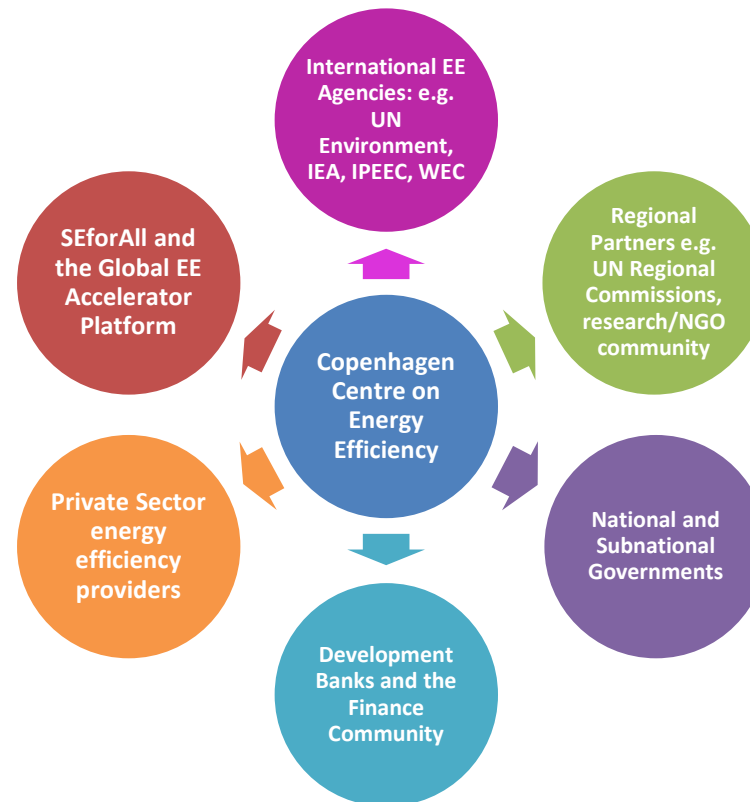 International EE
Agencies: e.g.
UN
Environment,
IEA, IPEEC, WEC
SEforAll and
the Global EE
Accelerator
Platform
Regional
Partners e.g.
UN Regional
Commissions,
research/NGO
community
Copenhagen
Centre on
Energy
Efficiency
Private Sector
energy
efficiency
providers
National and
Subnational
Governments
Development
Banks and the
Finance
Community